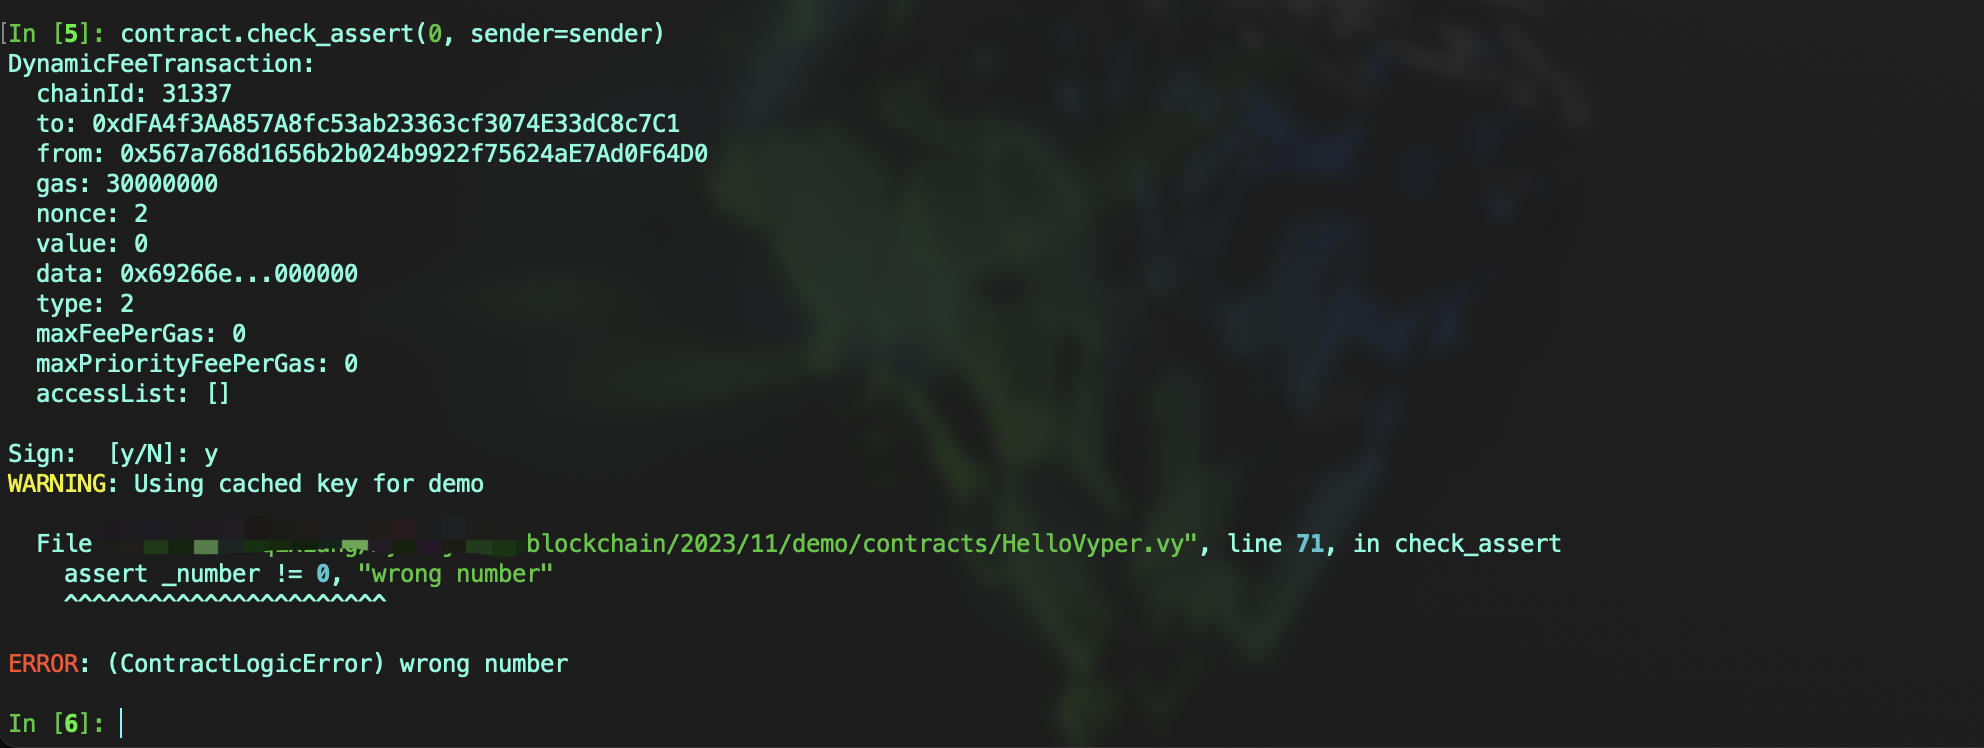 [In [5]: contract.check_assert(0, sender=sender)
DynamicFeeTransaction:
chainId: 31337
to: 0xdFA4f3AA857A8fc53ab23363cf3074E33dC8c7C1
from: 0x567a768d1656b2b024b9922f75624aE7Ad0F64D0
gas: 30000000
nonce: 2
value: 0
data: 0x69266e...000000
type: 2
maxFeePerGas: 0
maxPriorityFeePerGas: 0
accessList: []
Sign:  [y/N]: y
WARNING: Using cached key for demo
File blockchain/2023/11/demo/contracts/HelloVyper.vy", line 71, in check_assert
assert _number != 0, "wrong number"
^^^^^^^^^^^^^^^^^^^^^^^
ERROR: (ContractLogicError) wrong number
In [6]: